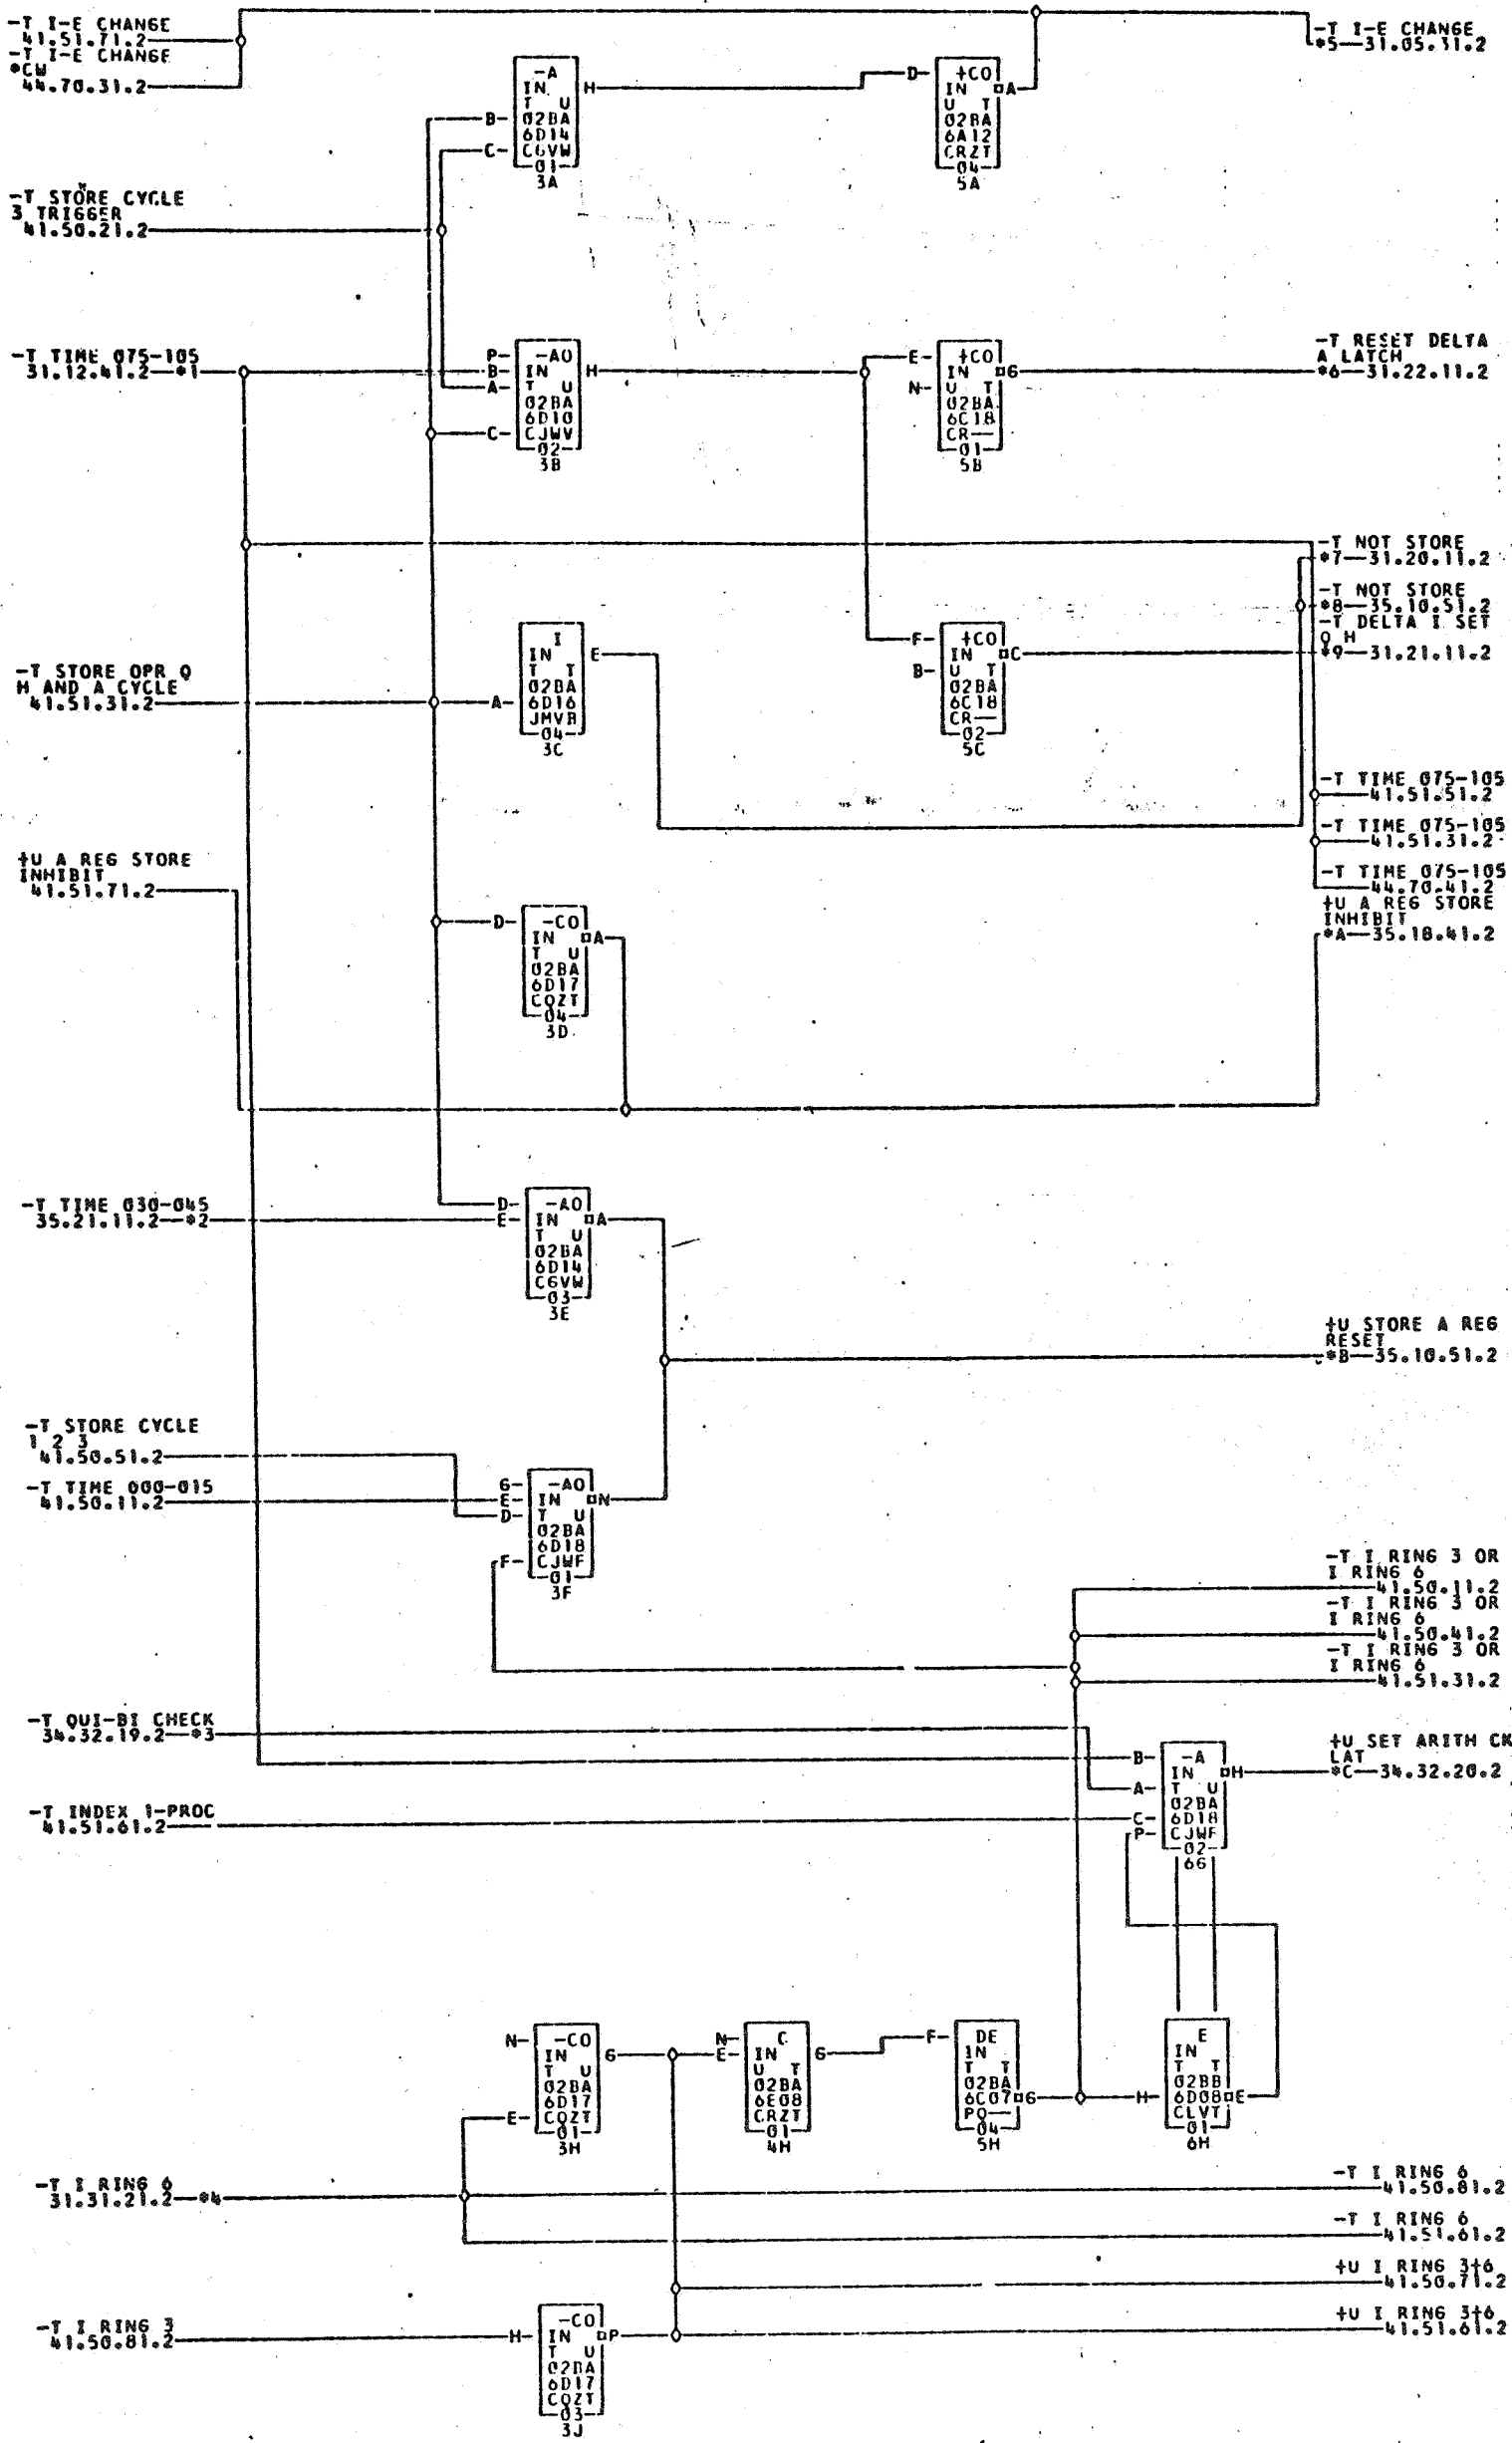 -T I-E CHANGE
41.51.71.2
-T I-E CHANGE
*CW
44.70.31.2
-T I-E CHANGE
*5—31.05.31.2
-A
IN H
T U
B- 02BA
6D14
C- CGVW
01
3A
D- +CO
IN A
U T
02BA
6A12
CRZT
04
5A
-T STORE CYCLE
3 TRIGGER
41.50.21.2
-T TIME 075-105
31.12.41.2—*1
P- -AO
B- IN H
A- T U
02BA
6D10
C- CJWV
02
3B
E- +CO
IN G
N- U T
02BA
6C18
CR—
01
5B
-T RESET DELTA
A LATCH
*6—31.22.11.2
-T NOT STORE
*7—31.20.11.2
-T NOT STORE
*8—35.10.51.2
-T DELTA I SET
Q H
*9—31.21.11.2
-T STORE OPR Q
H AND A CYCLE
41.51.31.2
I
IN E
T T
02BA
A- 6D16
JMVR
04
3C
F- +CO
IN C
B- U T
02BA
6C18
CR—
02
5C
-T TIME 075-105
41.51.51.2
-T TIME 075-105
41.51.31.2
-T TIME 075-105
44.70.41.2
+U A REG STORE
INHIBIT
41.51.71.2
+U A REG STORE
INHIBIT
*A—35.10.41.2
D- -CO
IN A
T U
02BA
6D17
CQZT
04
3D
-T TIME 030-045
35.21.11.2—*2
D- -AO
E- IN A
T U
02BA
6D14
CGVW
03
3E
+U STORE A REG
RESET
*B—35.10.51.2
-T STORE CYCLE
1 2 3
41.50.51.2
-T TIME 000-015
41.50.11.2
G- -AO
E- IN N
D- T U
02BA
6D18
F- CJWF
01
3F
-T I RING 3 OR
I RING 6
41.50.11.2
-T I RING 3 OR
I RING 6
41.50.41.2
-T I RING 3 OR
I RING 6
41.51.31.2
-T QUI-BI CHECK
34.32.19.2—*3
-T INDEX 1-PROC
41.51.61.2
B- -A
IN H
A- T U
02BA
C- 6D18
P- CJWF
02
6G
+U SET ARITH CK
LAT
*C—34.32.20.2
N- -CO
IN G
T U
02BA
6D17
E- CQZT
01
3H
N- C
E- IN G
U T
02BA
6E08
CRZT
01
4H
F- DE
IN
T T
02BA
6C07 G
PQ—
04
5H
E
IN
T T
02BB
H- 6D08 E
CLVT
01
6H
-T I RING 6
31.31.21.2—*4
-T I RING 6
41.50.81.2
-T I RING 6
41.51.61.2
+U I RING 3+6
41.50.71.2
+U I RING 3+6
41.51.61.2
-T I RING 3
41.50.81.2
-CO
H- IN P
T U
02BA
6D17
CQZT
03
3J